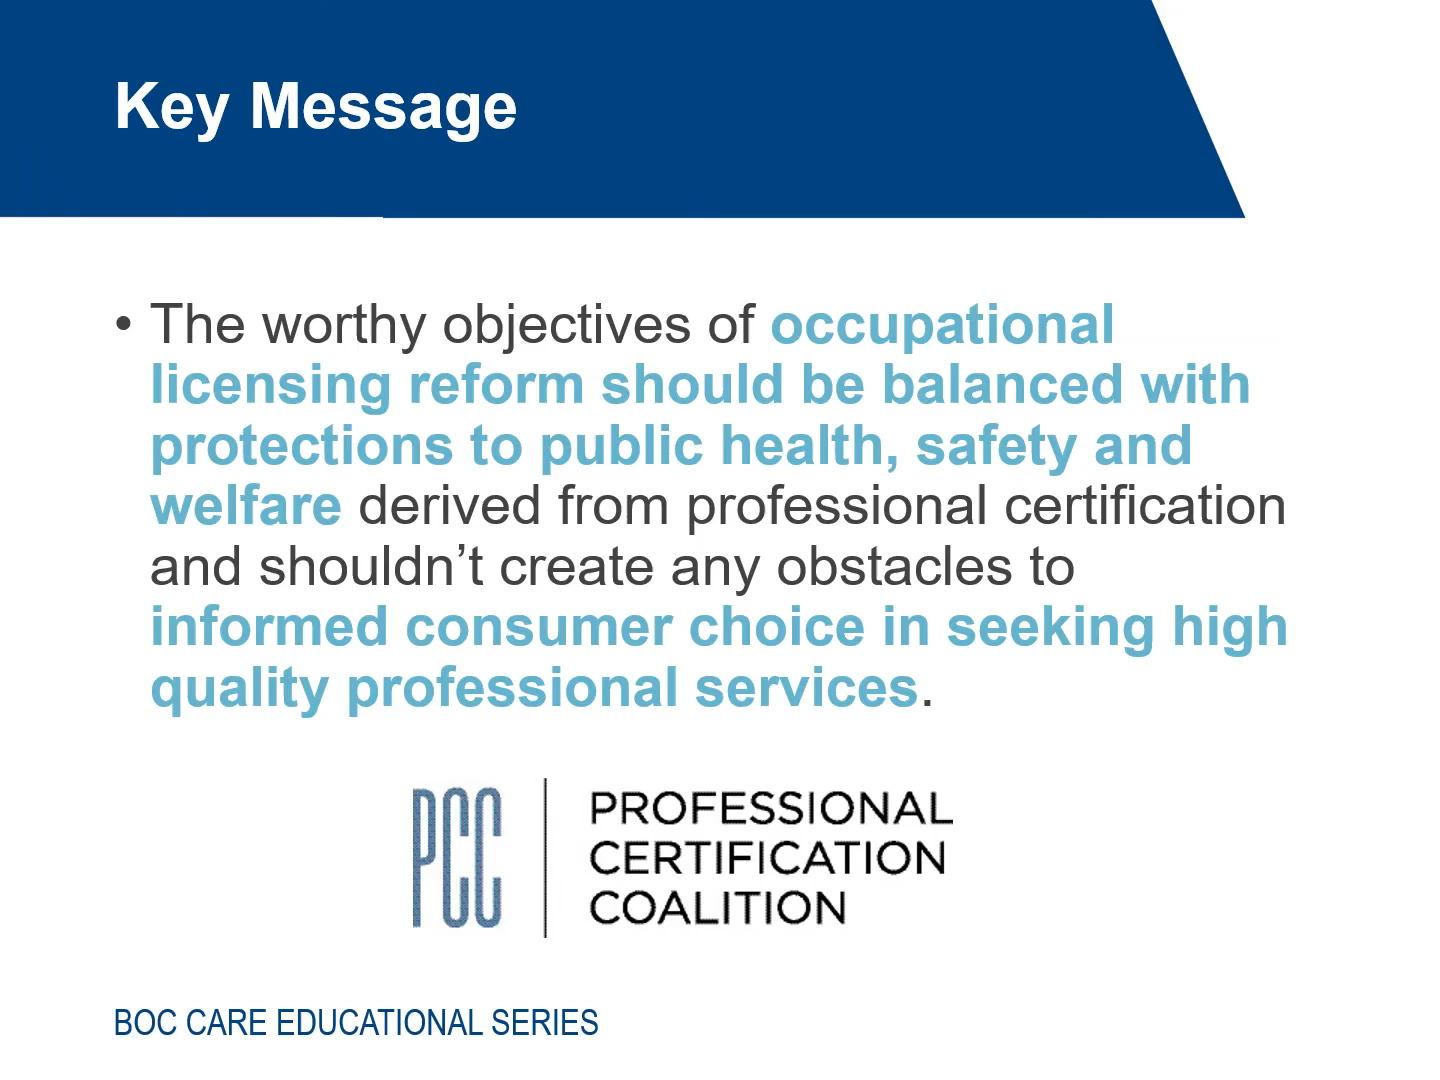 Key Message
• The worthy objectives of occupational
licensing reform should be balanced with
protections to public health, safety and
welfare derived from professional certification
and shouldn’t create any obstacles to
informed consumer choice in seeking high
quality professional services.
PCC
PROFESSIONAL
CERTIFICATION
COALITION
BOC CARE EDUCATIONAL SERIES